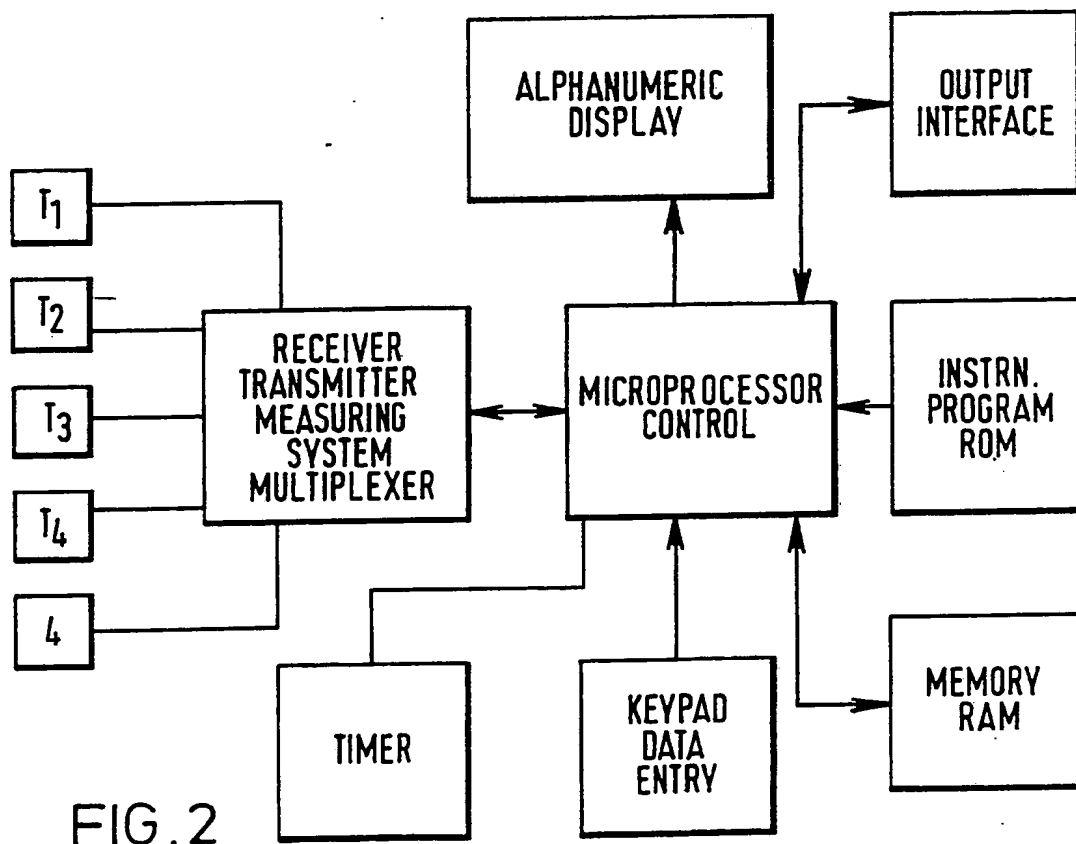 ALPHANUMERIC
DISPLAY
OUTPUT
INTERFACE
T1
T2
T3
T4
4
RECEIVER
TRANSMITTER
MEASURING
SYSTEM
MULTIPLEXER
MICROPROCESSOR
CONTROL
INSTRN.
PROGRAM
ROM
TIMER
KEYPAD
DATA
ENTRY
MEMORY
RAM
FIG.2